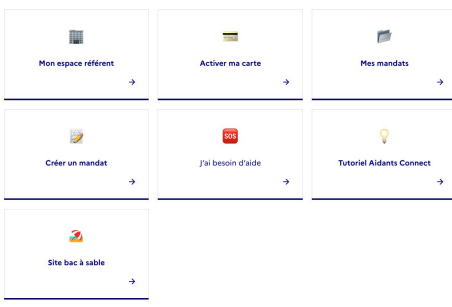 Mon espace référent
Activer ma carte
Mes mandats
Créer un mandat
SOS
J'ai besoin d'aide
Tutoriel Aidants Connect
Site bac à sable